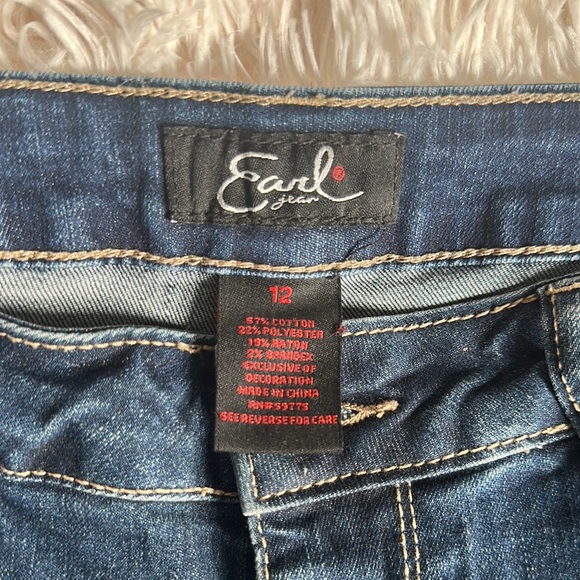 Earl®
jean
12
57% COTTON
22% POLYESTER
19% RAYON
2% SPANDEX
EXCLUSIVE OF
DECORATION
MADE IN CHINA
RN#59775
SEE REVERSE FOR CARE